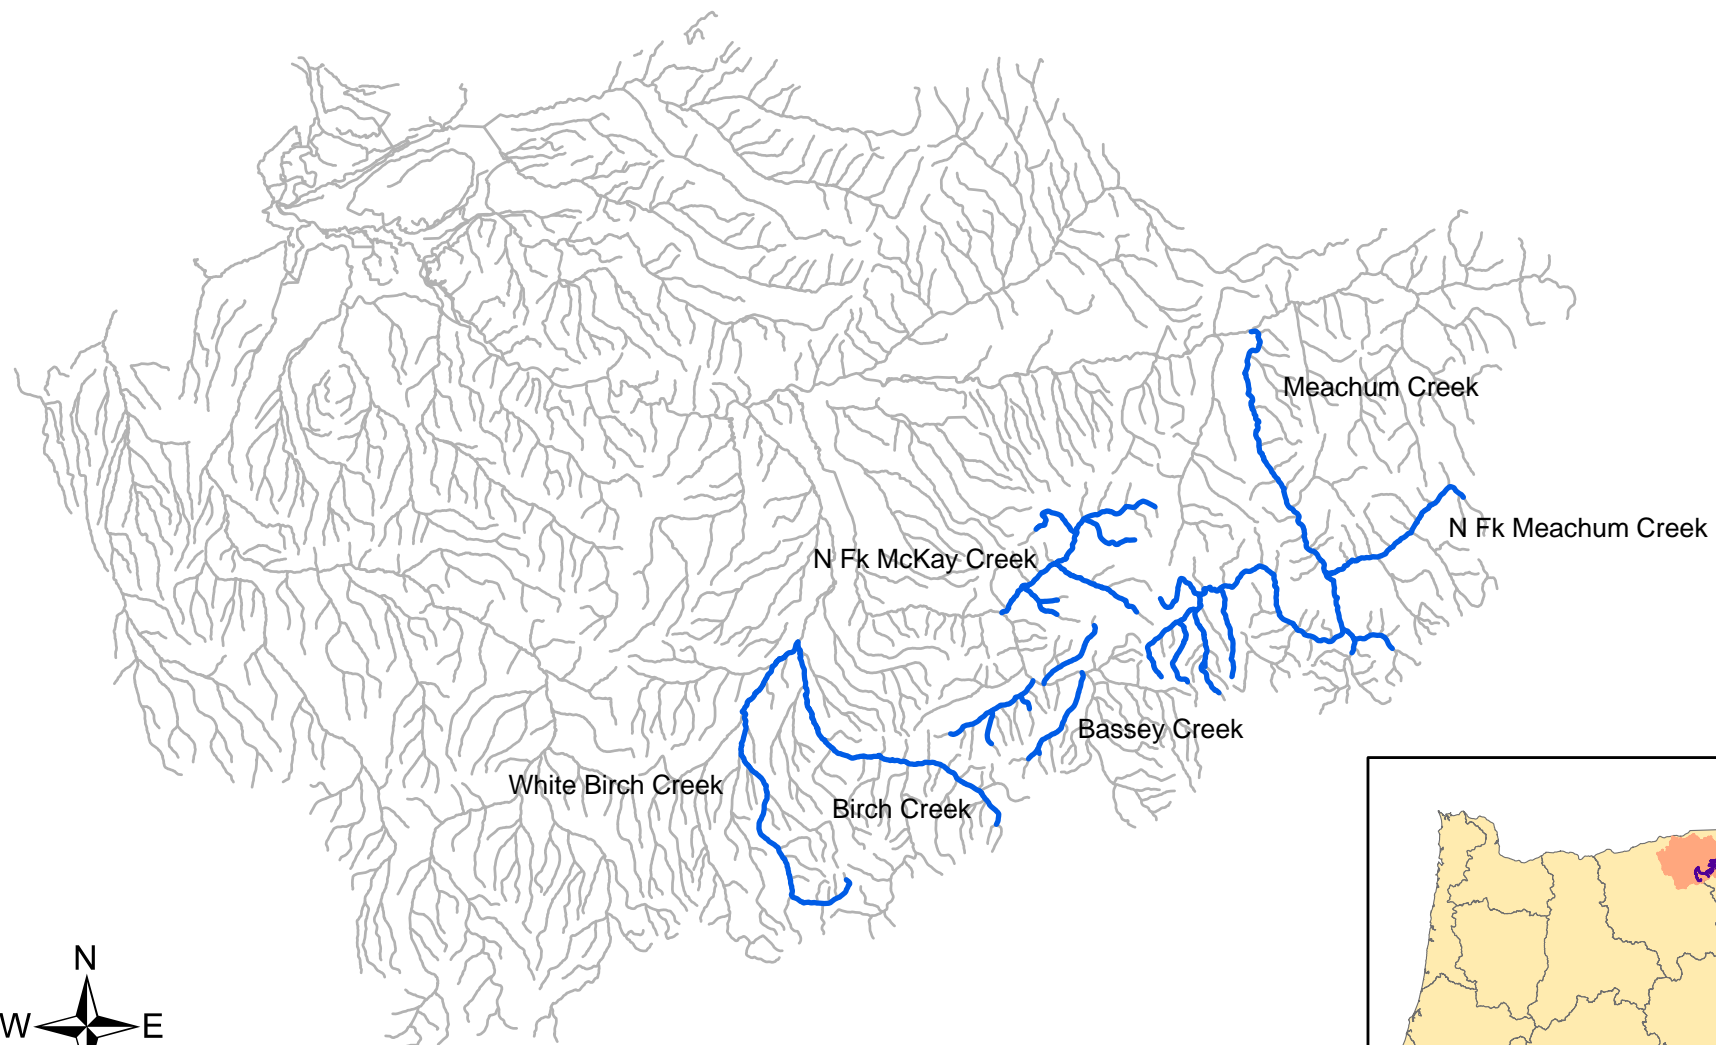 Meachum Creek
N Fk Meachum Creek
N Fk McKay Creek
Bassey Creek
White Birch Creek
Birch Creek
N
W
E